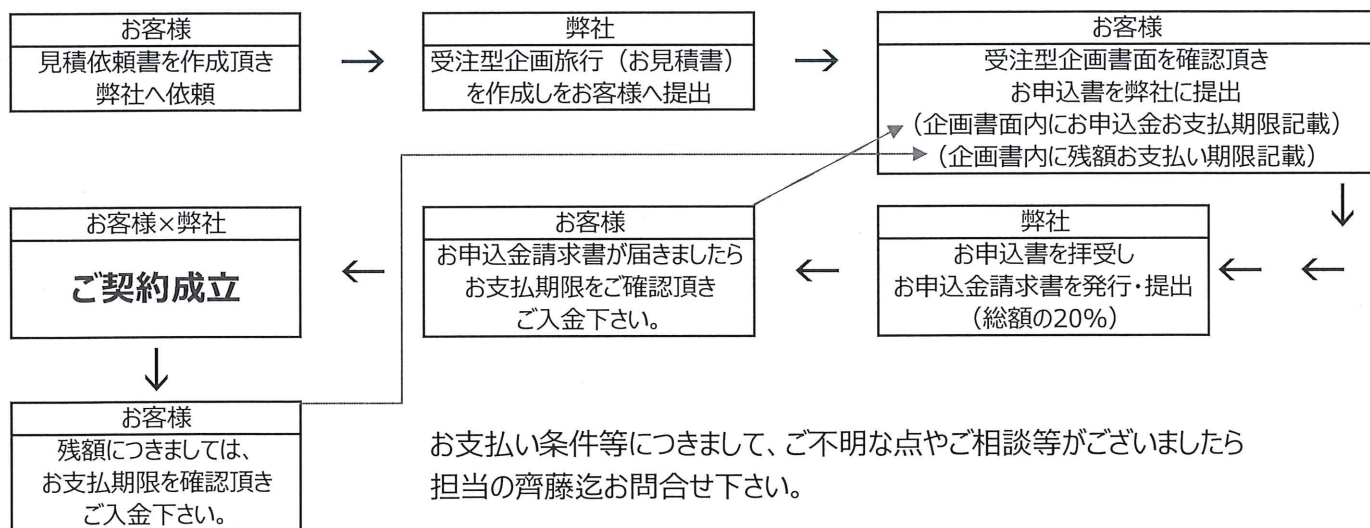 お客様
見積依頼書を作成頂き
弊社へ依頼
→
弊社
受注型企画旅行（お見積書）
を作成しをお客様へ提出
→
お客様
受注型企画書面を確認頂き
お申込書を弊社に提出
（企画書面内にお申込金お支払期限記載）
（企画書内に残額お支払い期限記載）
↓
弊社
お申込書を拝受し
お申込金請求書を発行・提出
（総額の20%）
← ←
お客様
お申込金請求書が届きましたら
お支払期限をご確認頂き
ご入金下さい。
←
お客様×弊社
ご契約成立
←
↓
お客様
残額につきましては、
お支払期限を確認頂き
ご入金下さい。
お支払い条件等につきまして、ご不明な点やご相談等がございましたら
担当の齊藤迄お問合せ下さい。